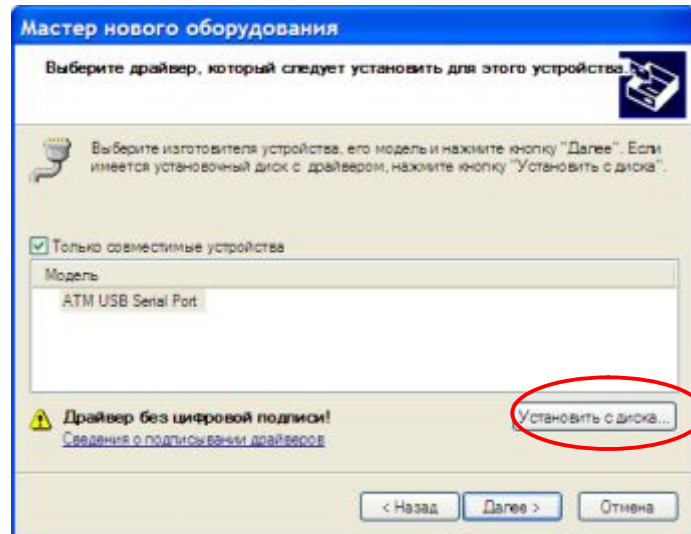 Мастер нового оборудования
Выберите драйвер, который следует установить для этого устройства.
Выберите изготовителя устройства, его модель и нажмите кнопку "Далее". Если
имеется установочный диск с драйвером, нажмите кнопку "Установить с диска".
Только совместимые устройства
Модель
ATM USB Serial Port
Драйвер без цифровой подписи!
Установить с диска...
Сведения о подписывании драйверов
< Назад
Далее >
Отмена